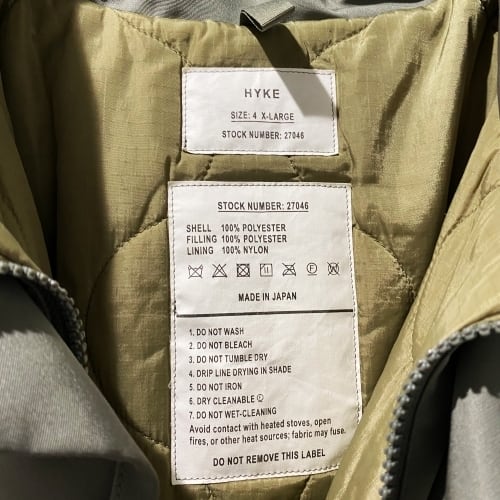 HYKE
SIZE: 4 X-LARGE
STOCK NUMBER: 27046
STOCK NUMBER: 27046
SHELL 100% POLYESTER
FILLING 100% POLYESTER
LINING 100% NYLON
MADE IN JAPAN
1. DO NOT WASH
2. DO NOT BLEACH
3. DO NOT TUMBLE DRY
4. DRIP LINE DRYING IN SHADE
5. DO NOT IRON
6. DRY CLEANABLE Ⓛ
7. DO NOT WET-CLEANING
Avoid contact with heated stoves, open
fires, or other heat sources; fabric may fuse.
DO NOT REMOVE THIS LABEL